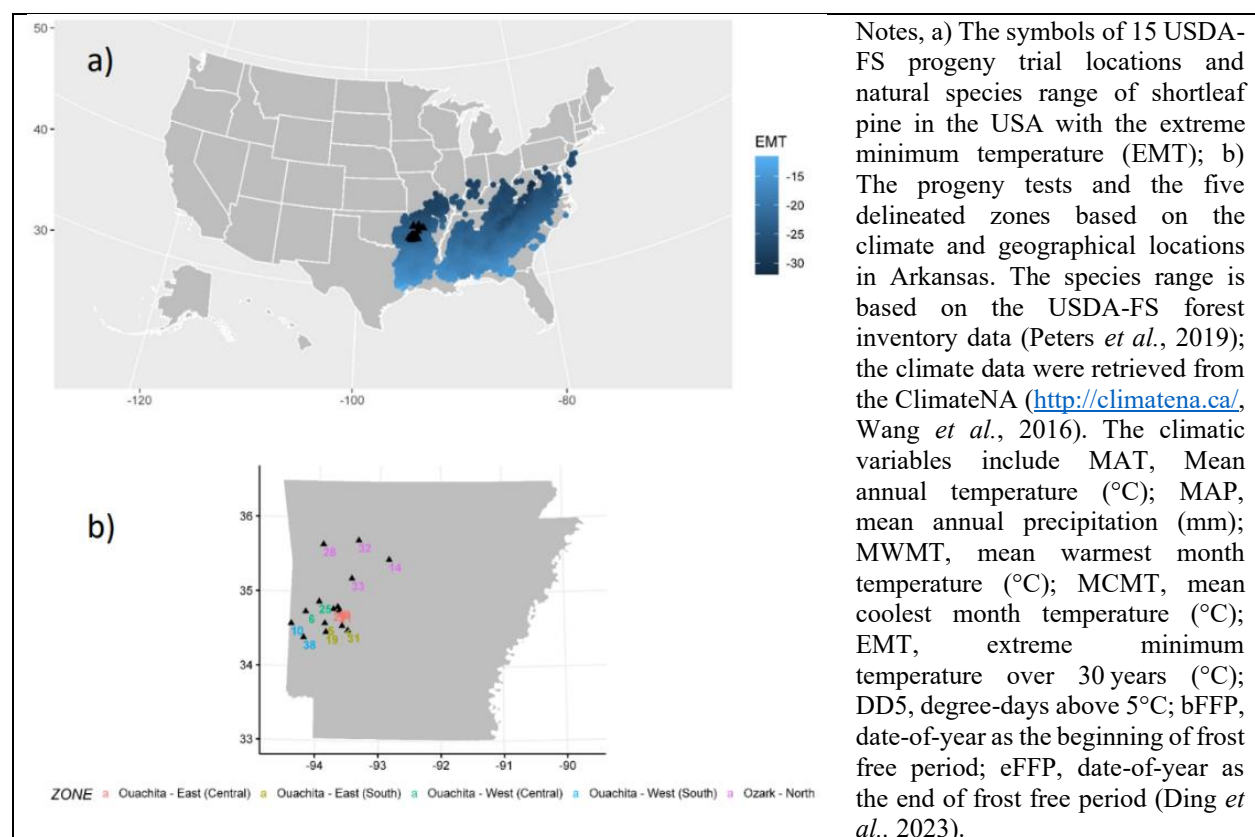 50
a)
40
30
EMT
-15
-20
-25
-30
-120
-100
-80
b)
36
35
34
33
28
32
14
33
25
6
10
38
19
31
-94
-93
-92
-91
-90
ZONE a Ouachita - East (Central) a Ouachita - East (South) a Ouachita - West (Central) a Ouachita - West (South) a Ozark - North
Notes, a) The symbols of 15 USDA-
FS progeny trial locations and
natural species range of shortleaf
pine in the USA with the extreme
minimum temperature (EMT); b)
The progeny tests and the five
delineated zones based on the
climate and geographical locations
in Arkansas. The species range is
based on the USDA-FS forest
inventory data (Peters et al., 2019);
the climate data were retrieved from
the ClimateNA (http://climatena.ca/,
Wang et al., 2016). The climatic
variables include MAT, Mean
annual temperature (°C); MAP,
mean annual precipitation (mm);
MWMT, mean warmest month
temperature (°C); MCMT, mean
coolest month temperature (°C);
EMT, extreme minimum
temperature over 30 years (°C);
DD5, degree-days above 5°C; bFFP,
date-of-year as the beginning of frost
free period; eFFP, date-of-year as
the end of frost free period (Ding et
al., 2023).